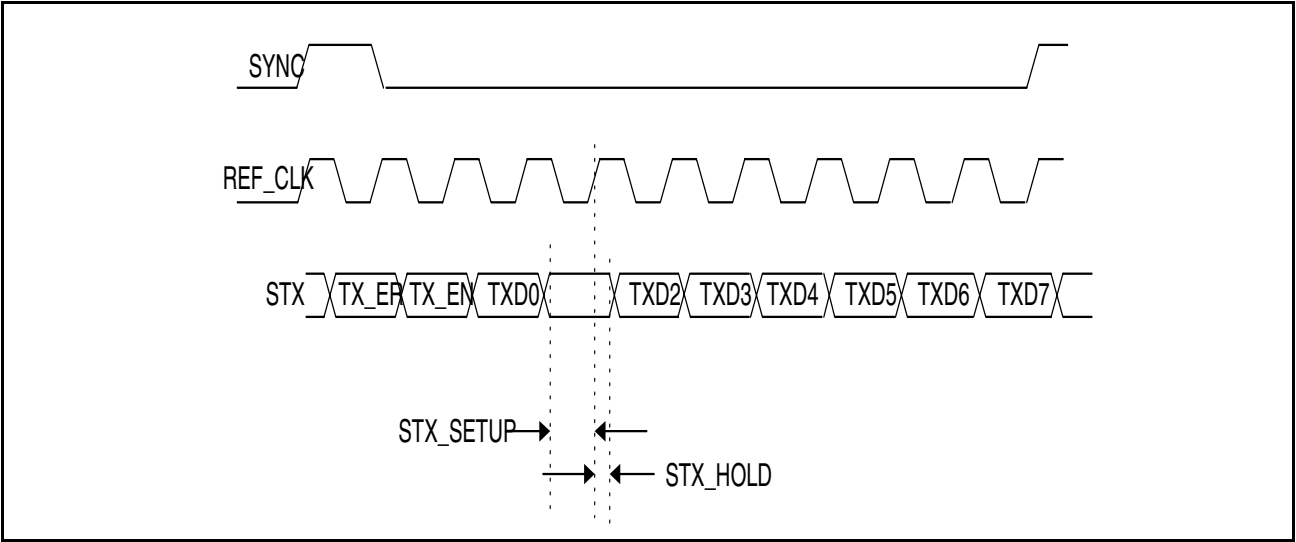 SYNC
REF_CLK
STX TX_ER TX_EN TXD0 TXD2 TXD3 TXD4 TXD5 TXD6 TXD7
STX_SETUP
STX_HOLD